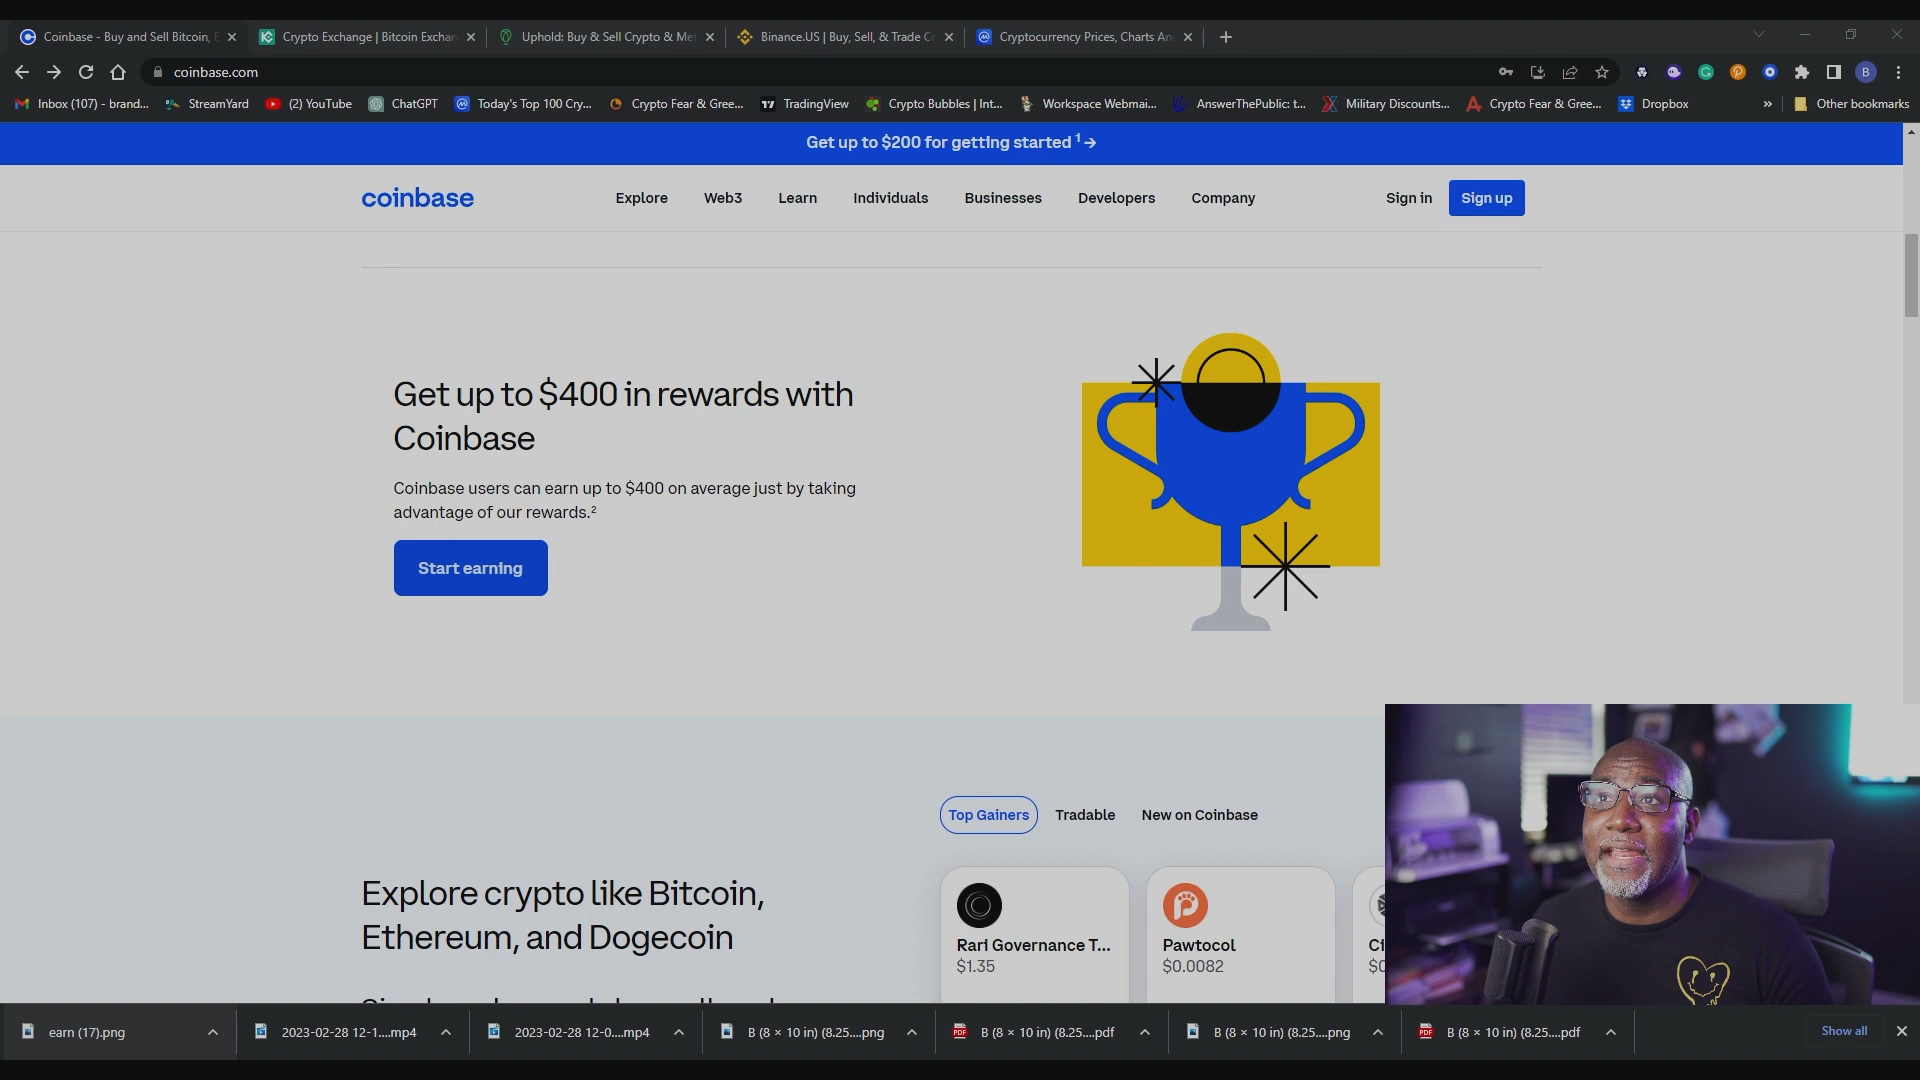 Coinbase - Buy and Sell Bitcoin,
Crypto Exchange | Bitcoin Exchan
Uphold: Buy & Sell Crypto & Met
Binance.US | Buy, Sell, & Trade Cr
Cryptocurrency Prices, Charts An
coinbase.com
B
Inbox (107) - brand...
StreamYard
(2) YouTube
ChatGPT
Today's Top 100 Cry...
Crypto Fear & Gree...
TradingView
Crypto Bubbles | Int...
Workspace Webmai...
AnswerThePublic: t...
Military Discounts...
Crypto Fear & Gree...
Dropbox
»
Other bookmarks
Get up to $200 for getting started ¹ →
coinbase
Explore
Web3
Learn
Individuals
Businesses
Developers
Company
Sign in
Sign up
Get up to $400 in rewards with
Coinbase
Coinbase users can earn up to $400 on average just by taking
advantage of our rewards.²
Start earning
Top Gainers
Tradable
New on Coinbase
Explore crypto like Bitcoin,
Ethereum, and Dogecoin
Rari Governance T...
$1.35
Pawtocol
$0.0082
Ci
earn (17).png
2023-02-28 12-1....mp4
2023-02-28 12-0....mp4
B (8 × 10 in) (8.25....png
B (8 × 10 in) (8.25....pdf
B (8 × 10 in) (8.25....png
B (8 × 10 in) (8.25....pdf
Show all